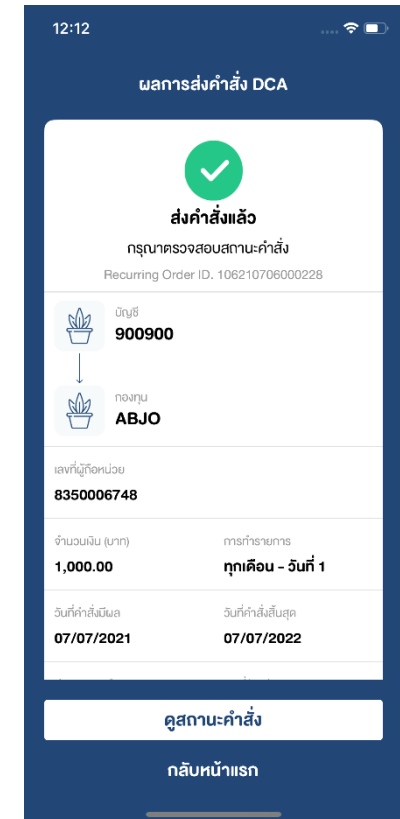 12:12
ผลการส่งคำสั่ง DCA
ส่งคำสั่งแล้ว
กรุณาตรวจสอบสถานะคำสั่ง
Recurring Order ID. 106210706000228
บัญชี
900900
กองทุน
ABJO
เลขที่ผู้ถือหน่วย
8350006748
จำนวนเงิน (บาท) การทำรายการ
1,000.00 ทุกเดือน - วันที่ 1
วันที่คำสั่งมีผล วันที่คำสั่งสิ้นสุด
07/07/2021 07/07/2022
ดูสถานะคำสั่ง
กลับหน้าแรก